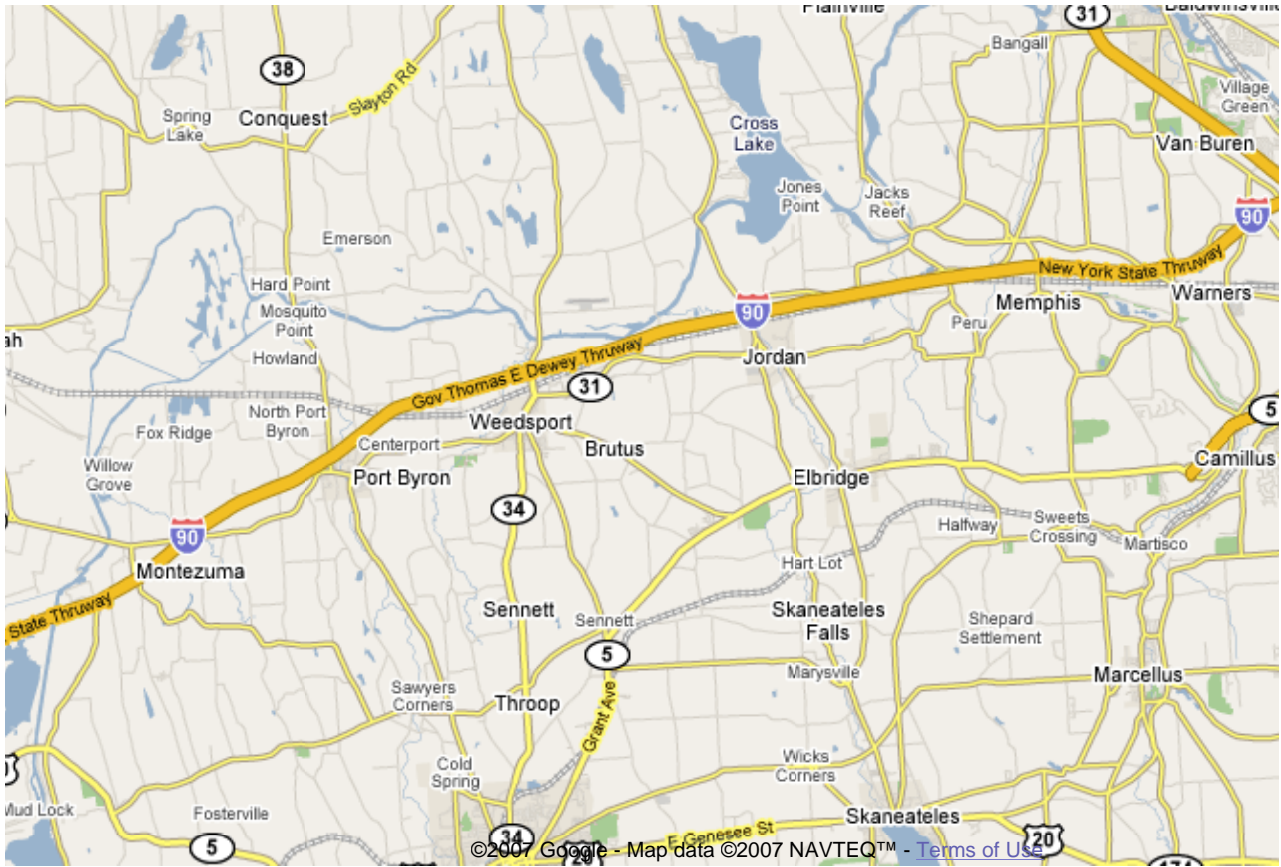 Plainville
Baldwinsville
31
Bangall
38
Slayton Rd
Village
Green
Spring
Lake
Conquest
Cross
Lake
Van Buren
Jones
Point
Jacks
Reef
90
Emerson
New York State Thruway
Hard Point
Mosquito
Point
Memphis
Warners
90
Peru
ah
Howland
Gov Thomas E Dewey Thruway
Jordan
31
North Port
Byron
Weedsport
5
Fox Ridge
Centerport
Brutus
Camillus
Willow
Grove
Port Byron
Elbridge
34
Halfway
Sweets
Crossing
Martisco
90
Montezuma
Hart Lot
State Thruway
Sennett
Sennett
Skaneateles
Falls
Shepard
Settlement
5
Marysville
Marcellus
Sawyers
Corners
Throop
Grant Ave
Cold
Spring
Wicks
Corners
Mud Lock
Fosterville
Skaneateles
5
34
E Genesee St
20
20
174
©2007 Google - Map data ©2007 NAVTEQ™ - Terms of Use